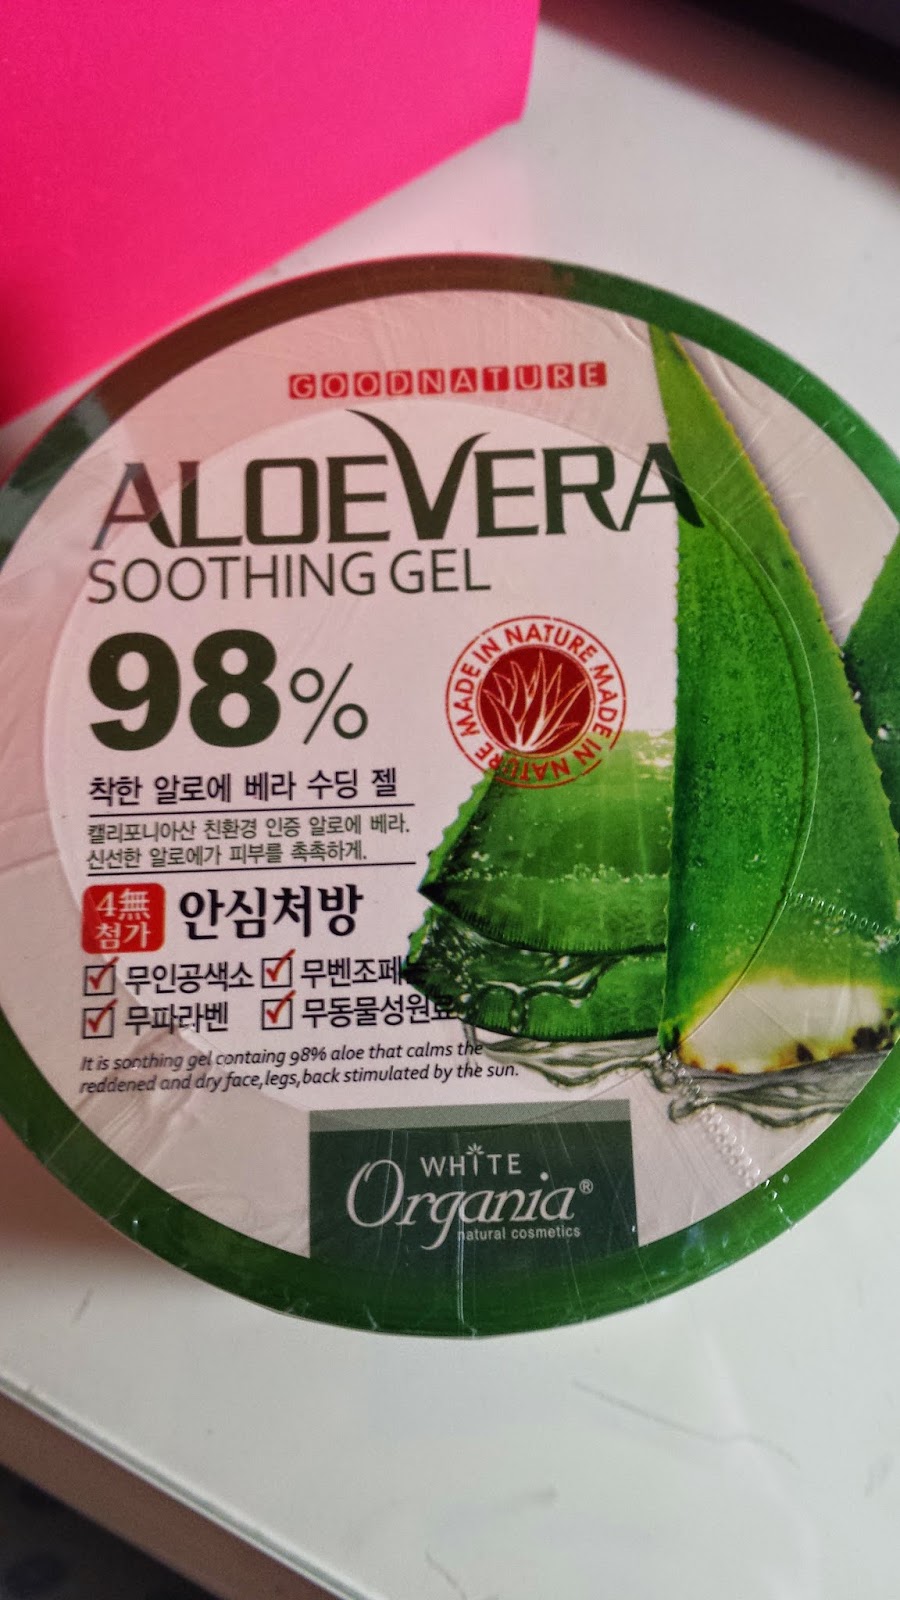 GOODNATURE
ALOEVERA
SOOTHING GEL
98%
MADE IN NATURE MADE IN NATURE
착한 알로에 베라 수딩 젤
캘리포니아산 친환경 인증 알로에 베라.
신선한 알로에가 피부를 촉촉하게.
4無 첨가 안심처방
무인공색소 무벤조페
무파라벤 무동물성원료
It is soothing gel containg 98% aloe that calms the
reddened and dry face,legs,back stimulated by the sun.
WHITE
Organia®
natural cosmetics